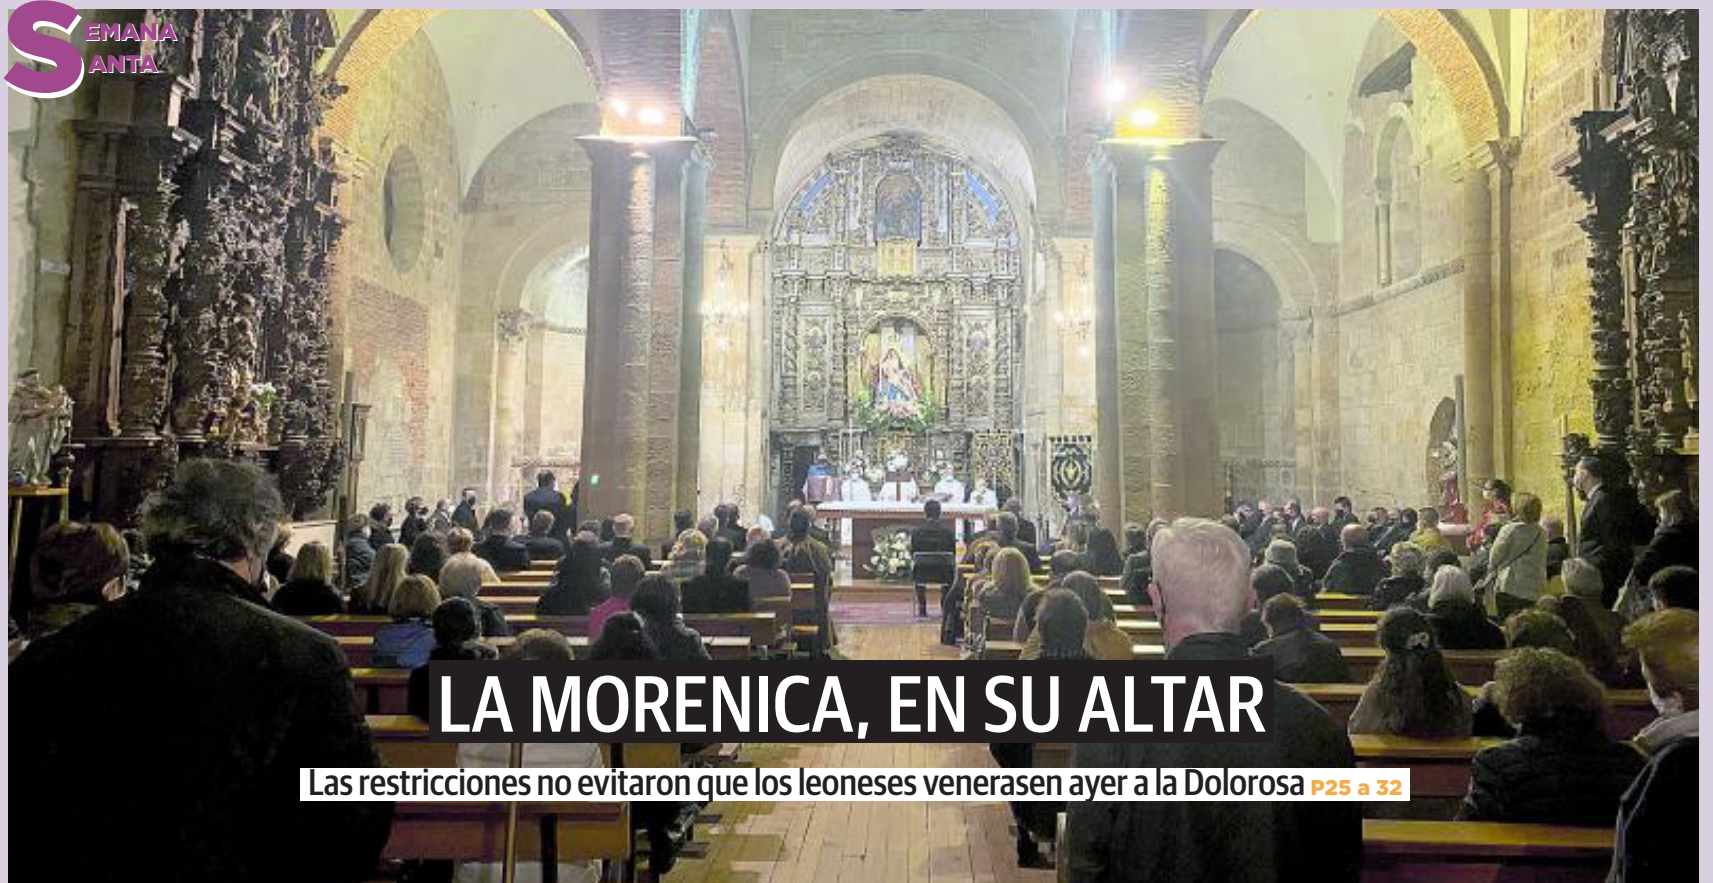 SEMANA
SANTA
LA MORENICA, EN SU ALTAR
Las restricciones no evitaron que los leoneses venerasen ayer a la Dolorosa P25 a 32